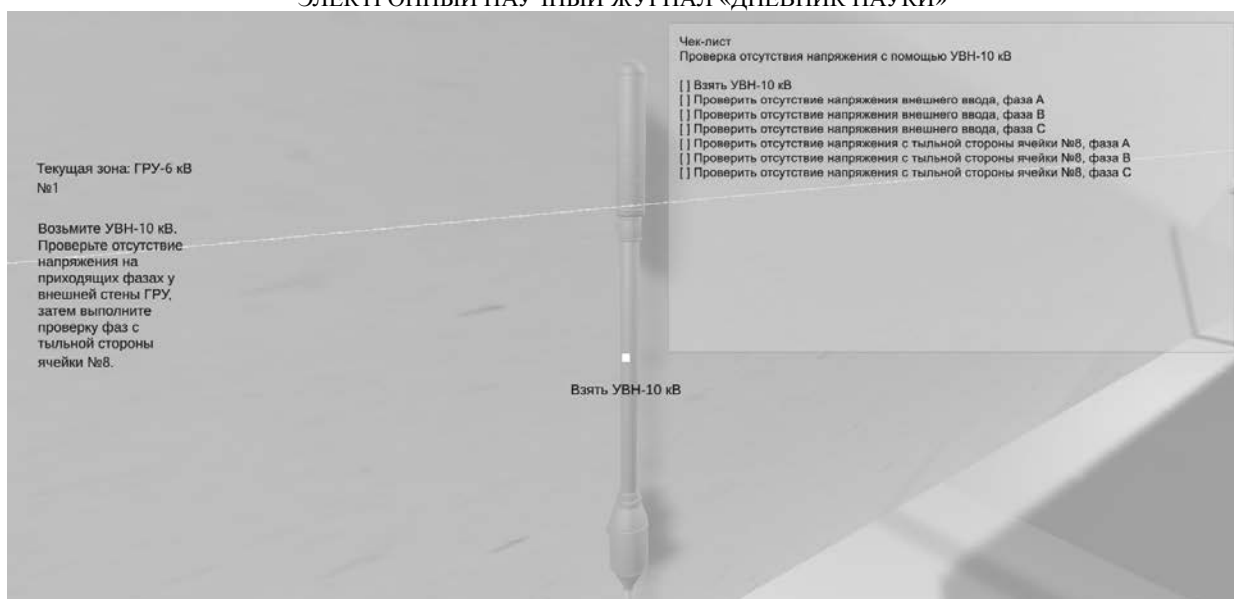 ЭЛЕКТРОННЫЙ НАУЧНЫЙ ЖУРНАЛ «ДНЕВНИК НАУКИ»
Текущая зона: ГРУ-6 кВ
№1
Возьмите УВН-10 кВ.
Проверьте отсутствие
напряжения на
приходящих фазах у
внешней стены ГРУ,
затем выполните
проверку фаз с
тыльной стороны
ячейки №8.
Чек-лист
Проверка отсутствия напряжения с помощью УВН-10 кВ
[ ] Взять УВН-10 кВ
[ ] Проверить отсутствие напряжения внешнего ввода, фаза A
[ ] Проверить отсутствие напряжения внешнего ввода, фаза B
[ ] Проверить отсутствие напряжения внешнего ввода, фаза C
[ ] Проверить отсутствие напряжения с тыльной стороны ячейки №8, фаза A
[ ] Проверить отсутствие напряжения с тыльной стороны ячейки №8, фаза B
[ ] Проверить отсутствие напряжения с тыльной стороны ячейки №8, фаза C
Взять УВН-10 кВ